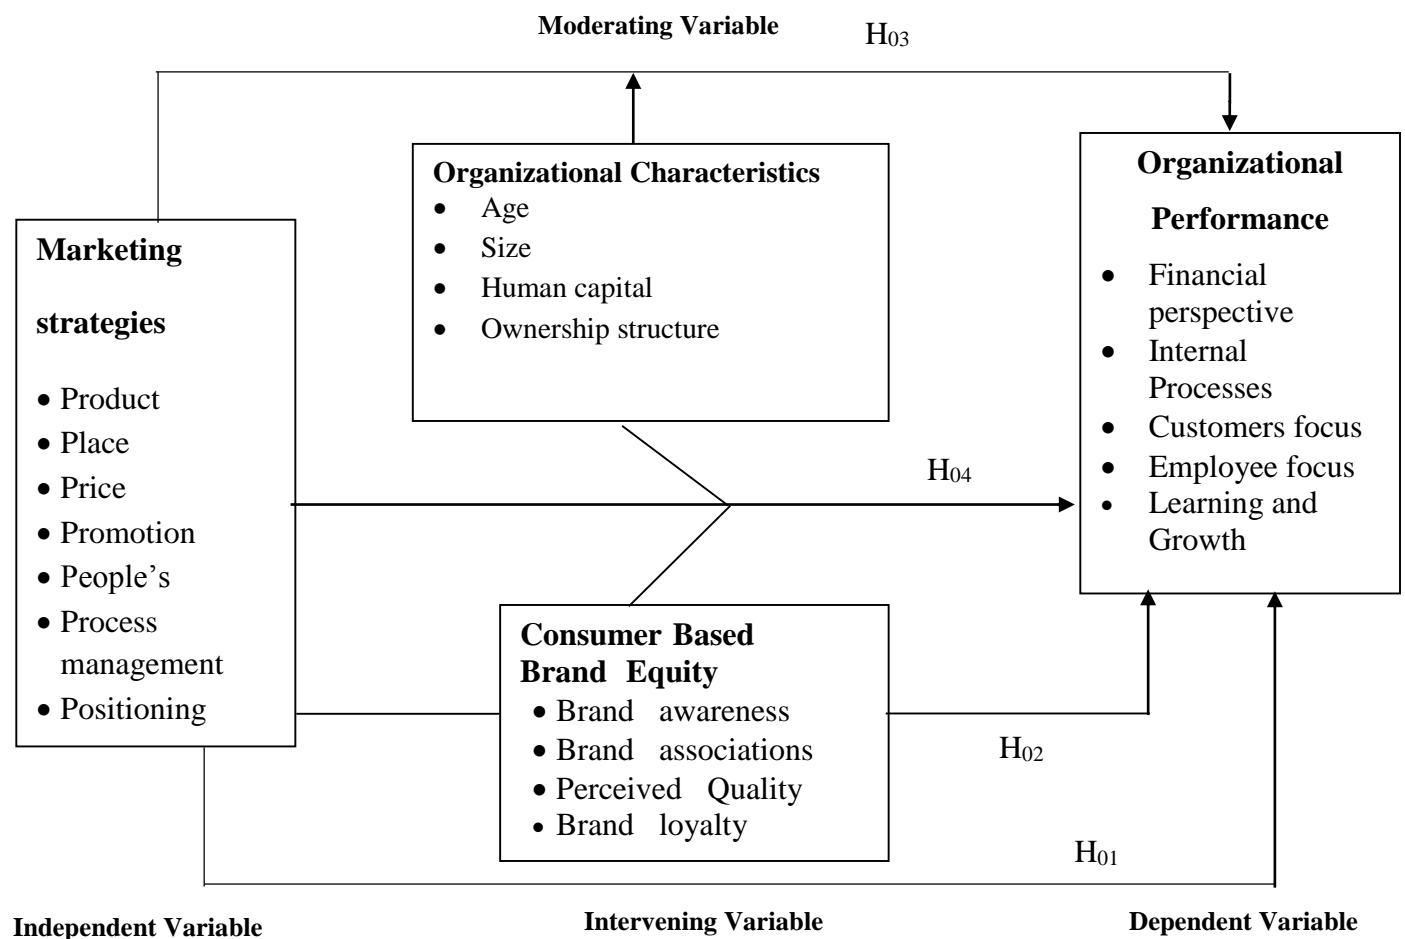 Moderating Variable
H03
Organizational Characteristics
• Age
• Size
• Human capital
• Ownership structure
Marketing
strategies
• Product
• Place
• Price
• Promotion
• People’s
• Process
management
• Positioning
Organizational
Performance
• Financial
perspective
• Internal
Processes
• Customers focus
• Employee focus
• Learning and
Growth
H04
Consumer Based
Brand Equity
• Brand awareness
• Brand associations
• Perceived Quality
• Brand loyalty
H02
H01
Independent Variable
Intervening Variable
Dependent Variable